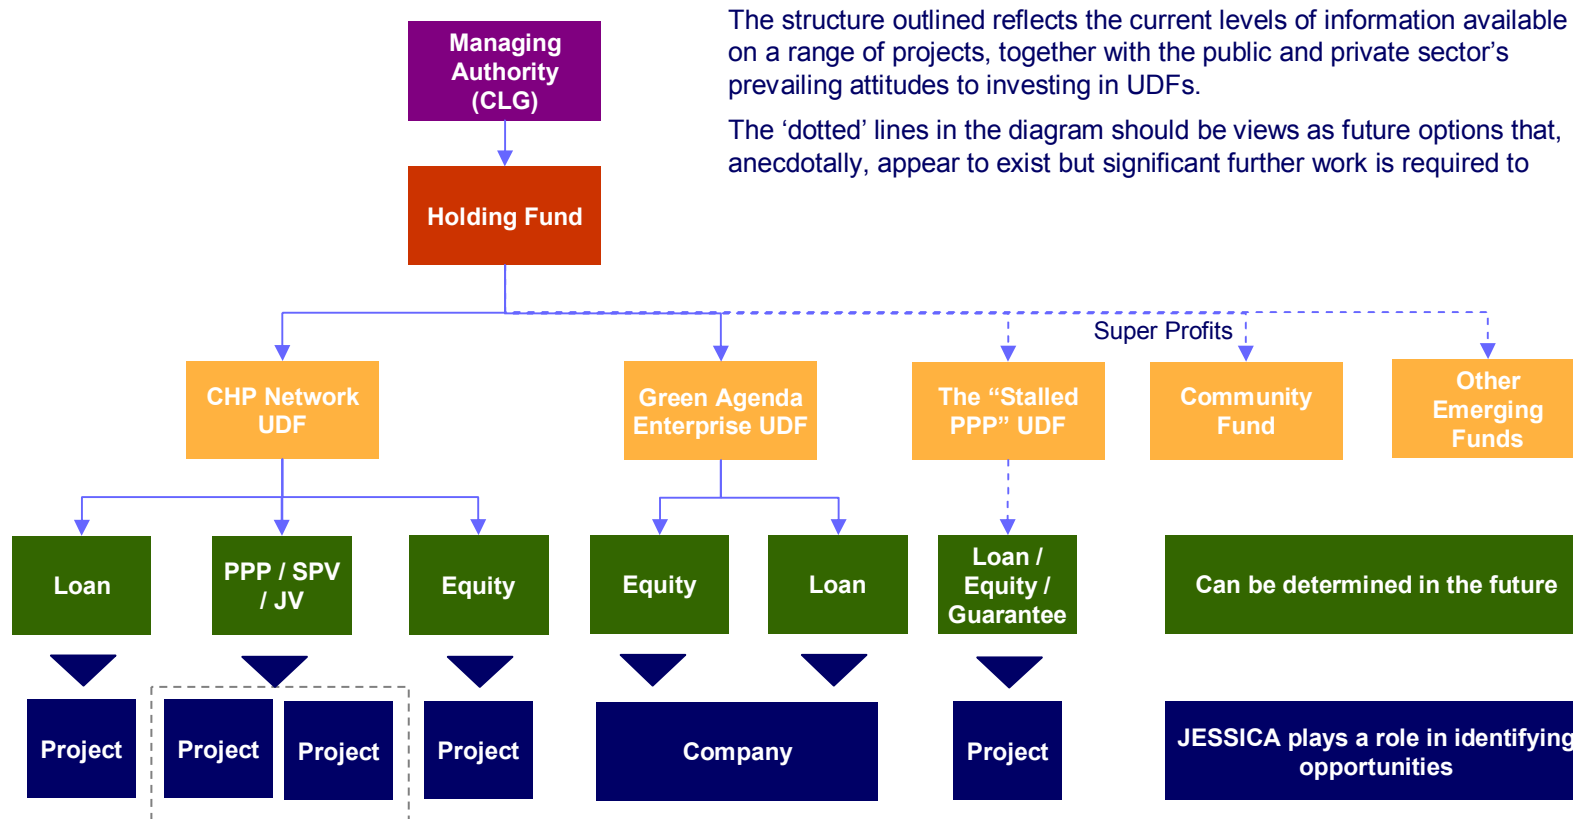 The structure outlined reflects the current levels of information available
on a range of projects, together with the public and private sector’s
prevailing attitudes to investing in UDFs.
The ‘dotted’ lines in the diagram should be views as future options that,
anecdotally, appear to exist but significant further work is required to
Managing
Authority
(CLG)
Holding Fund
Super Profits
CHP Network
UDF
Green Agenda
Enterprise UDF
The “Stalled
PPP” UDF
Community
Fund
Other
Emerging
Funds
Loan
PPP / SPV
/ JV
Equity
Equity
Loan
Loan /
Equity /
Guarantee
Can be determined in the future
Project
Project
Project
Project
Company
Project
JESSICA plays a role in identifying
opportunities